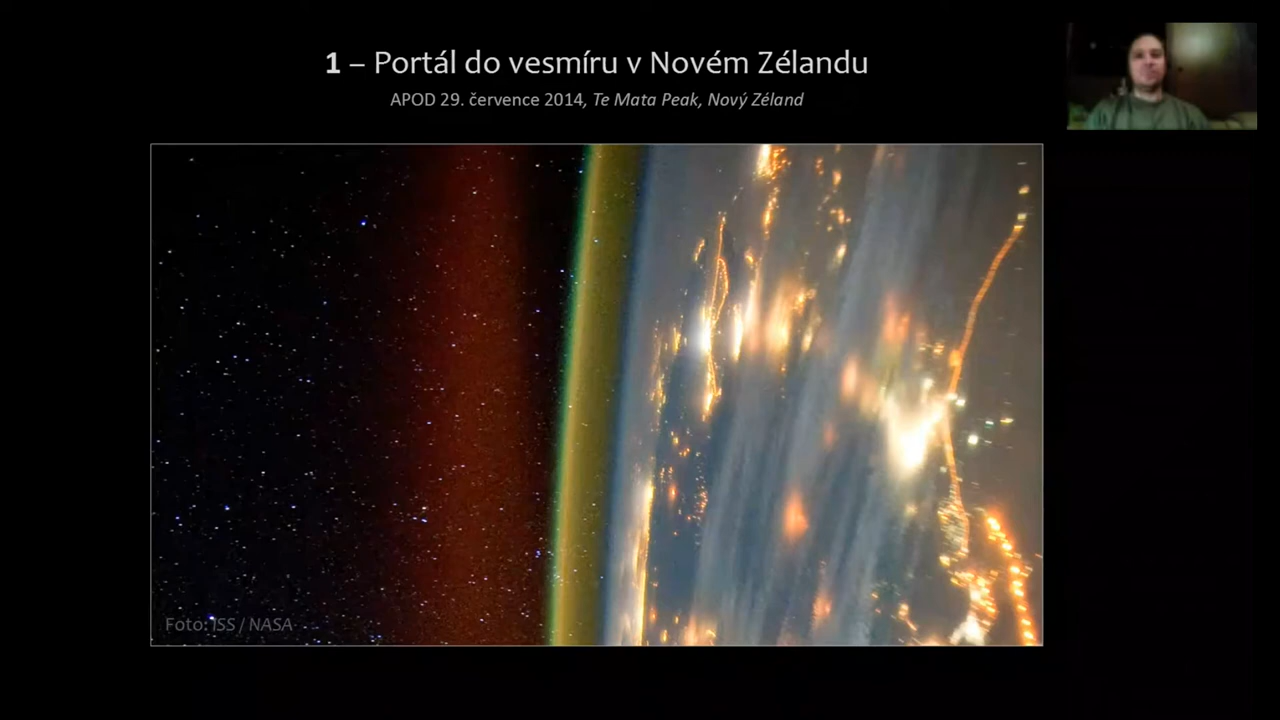 1 – Portál do vesmíru v Novém Zélandu
APOD 29. července 2014, Te Mata Peak, Nový Zéland
Foto: ISS / NASA